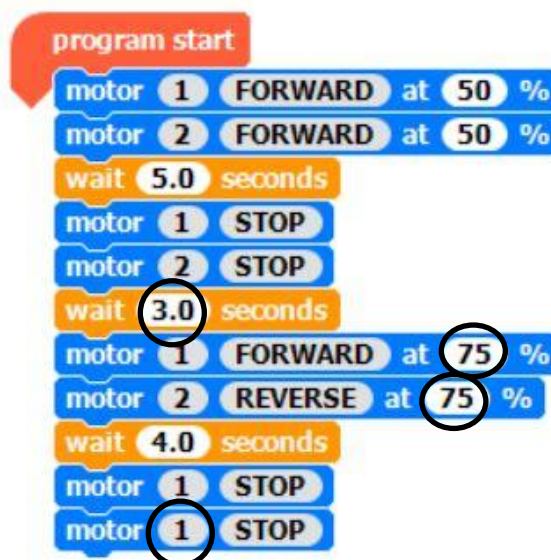 program start
motor 1 FORWARD at 50 %
motor 2 FORWARD at 50 %
wait 5.0 seconds
motor 1 STOP
motor 2 STOP
wait 3.0 seconds
motor 1 FORWARD at 75 %
motor 2 REVERSE at 75 %
wait 4.0 seconds
motor 1 STOP
motor 1 STOP